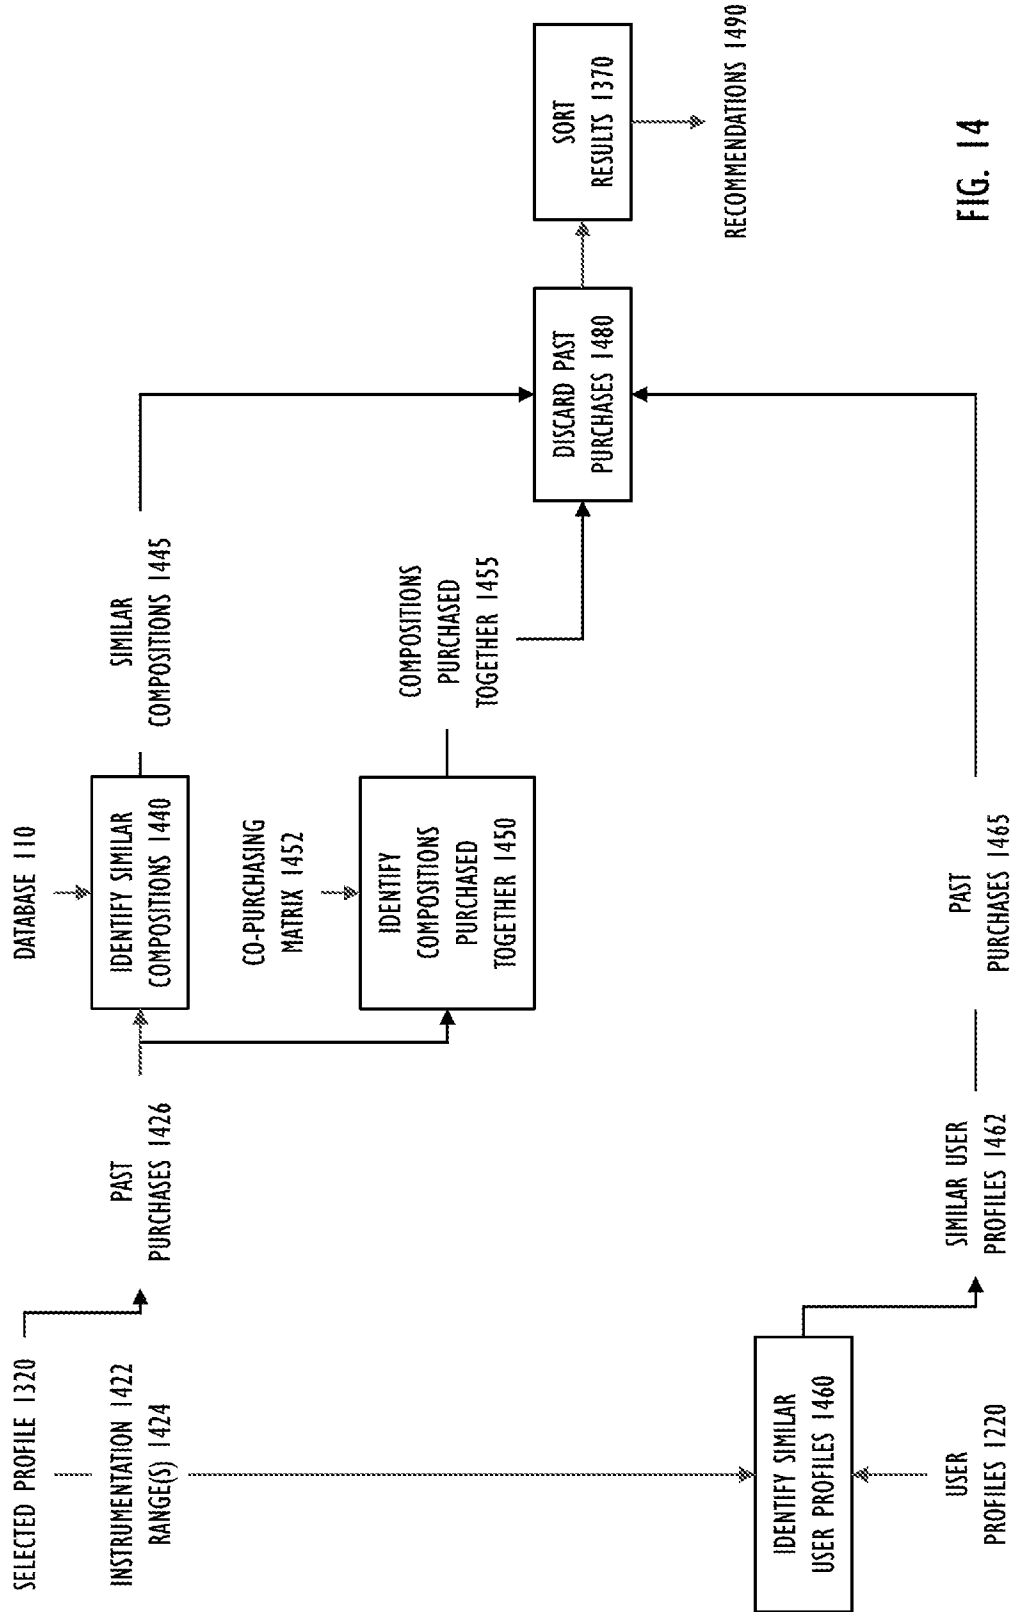 SELECTED PROFILE 1320
INSTRUMENTATION 1422
RANGE(S) 1424
PAST
PURCHASES 1426
DATABASE 110
IDENTIFY SIMILAR
COMPOSITIONS 1440
SIMILAR
COMPOSITIONS 1445
CO-PURCHASING
MATRIX 1452
IDENTIFY
COMPOSITIONS
PURCHASED
TOGETHER 1450
COMPOSITIONS
PURCHASED
TOGETHER 1455
DISCARD PAST
PURCHASES 1480
SORT
RESULTS 1370
RECOMMENDATIONS 1490
IDENTIFY SIMILAR
USER PROFILES 1460
USER
PROFILES 1220
SIMILAR USER
PROFILES 1462
PAST
PURCHASES 1465
FIG. 14